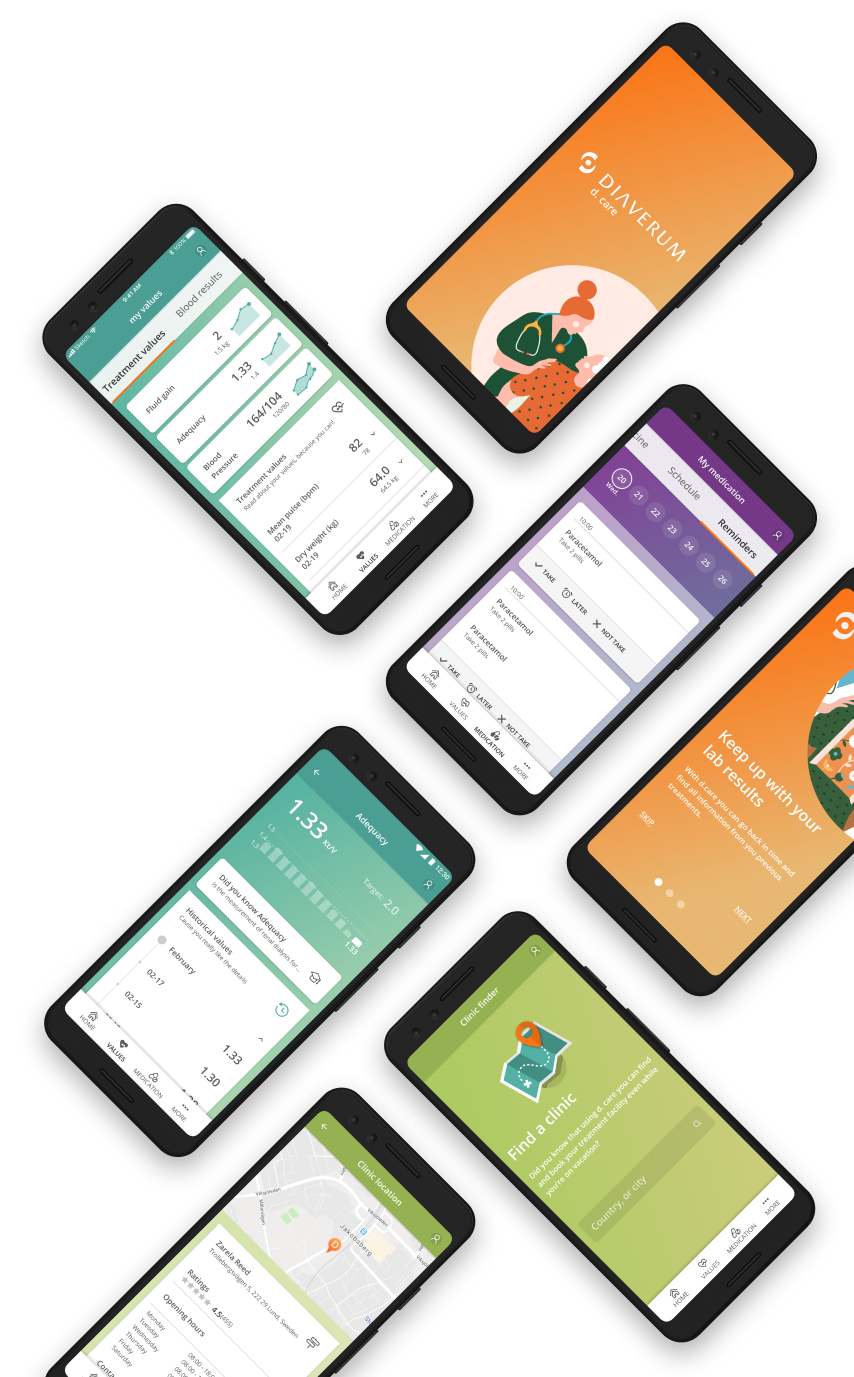 DIAVERUM
d. care
Sketch
9:41 AM
100%
my values
Treatment values
Blood results
Fluid gain
2
1.5 kg
Adequacy
1.33
1.4
Blood
Pressure
164/104
120/80
Treatment values
Read about your values, because you can!
Mean pulse (bpm)
02-19
82
78
Dry weight (kg)
02-19
64.0
64,5 kg
HOME
VALUES
MEDICATION
MORE
My medication
cine
Schedule
Reminders
20
21
22
23
24
25
26
Wed.
10:00
Paracetamol
Take 2 pills
TAKE
LATER
NOT TAKE
10:00
Paracetamol
Take 2 pills
Paracetamol
Take 2 pills
TAKE
LATER
NOT TAKE
HOME
VALUES
MEDICATION
MORE
Keep up with your
lab results
With d.care you can go back in time and
find all information from you previous
treatments.
SKIP
NEXT
12:30
Adequacy
1.33 Kt/V
Target: 2.0
1.5
1.4
1.3
1.33
Did you know Adequacy
is the measurement of renal dialysis for...
Historical values
Cause you really like the details
February
02-17
1.33
02-15
1.30
HOME
VALUES
MEDICATION
MORE
Clinic finder
Find a clinic
Did you know that using d. care you can find
and book your treatment facility even while
you're on vacation?
Country, or city
HOME
VALUES
MEDICATION
MORE
Clinic location
Jakobsberg
Zarela Reed
Trollebergsvägen 5, 222 29 Lund, Sweden
Ratings
4.5 (455)
Opening hours
Monday
Tuesday
Wednesday
Thursday
Friday
Saturday
Conta